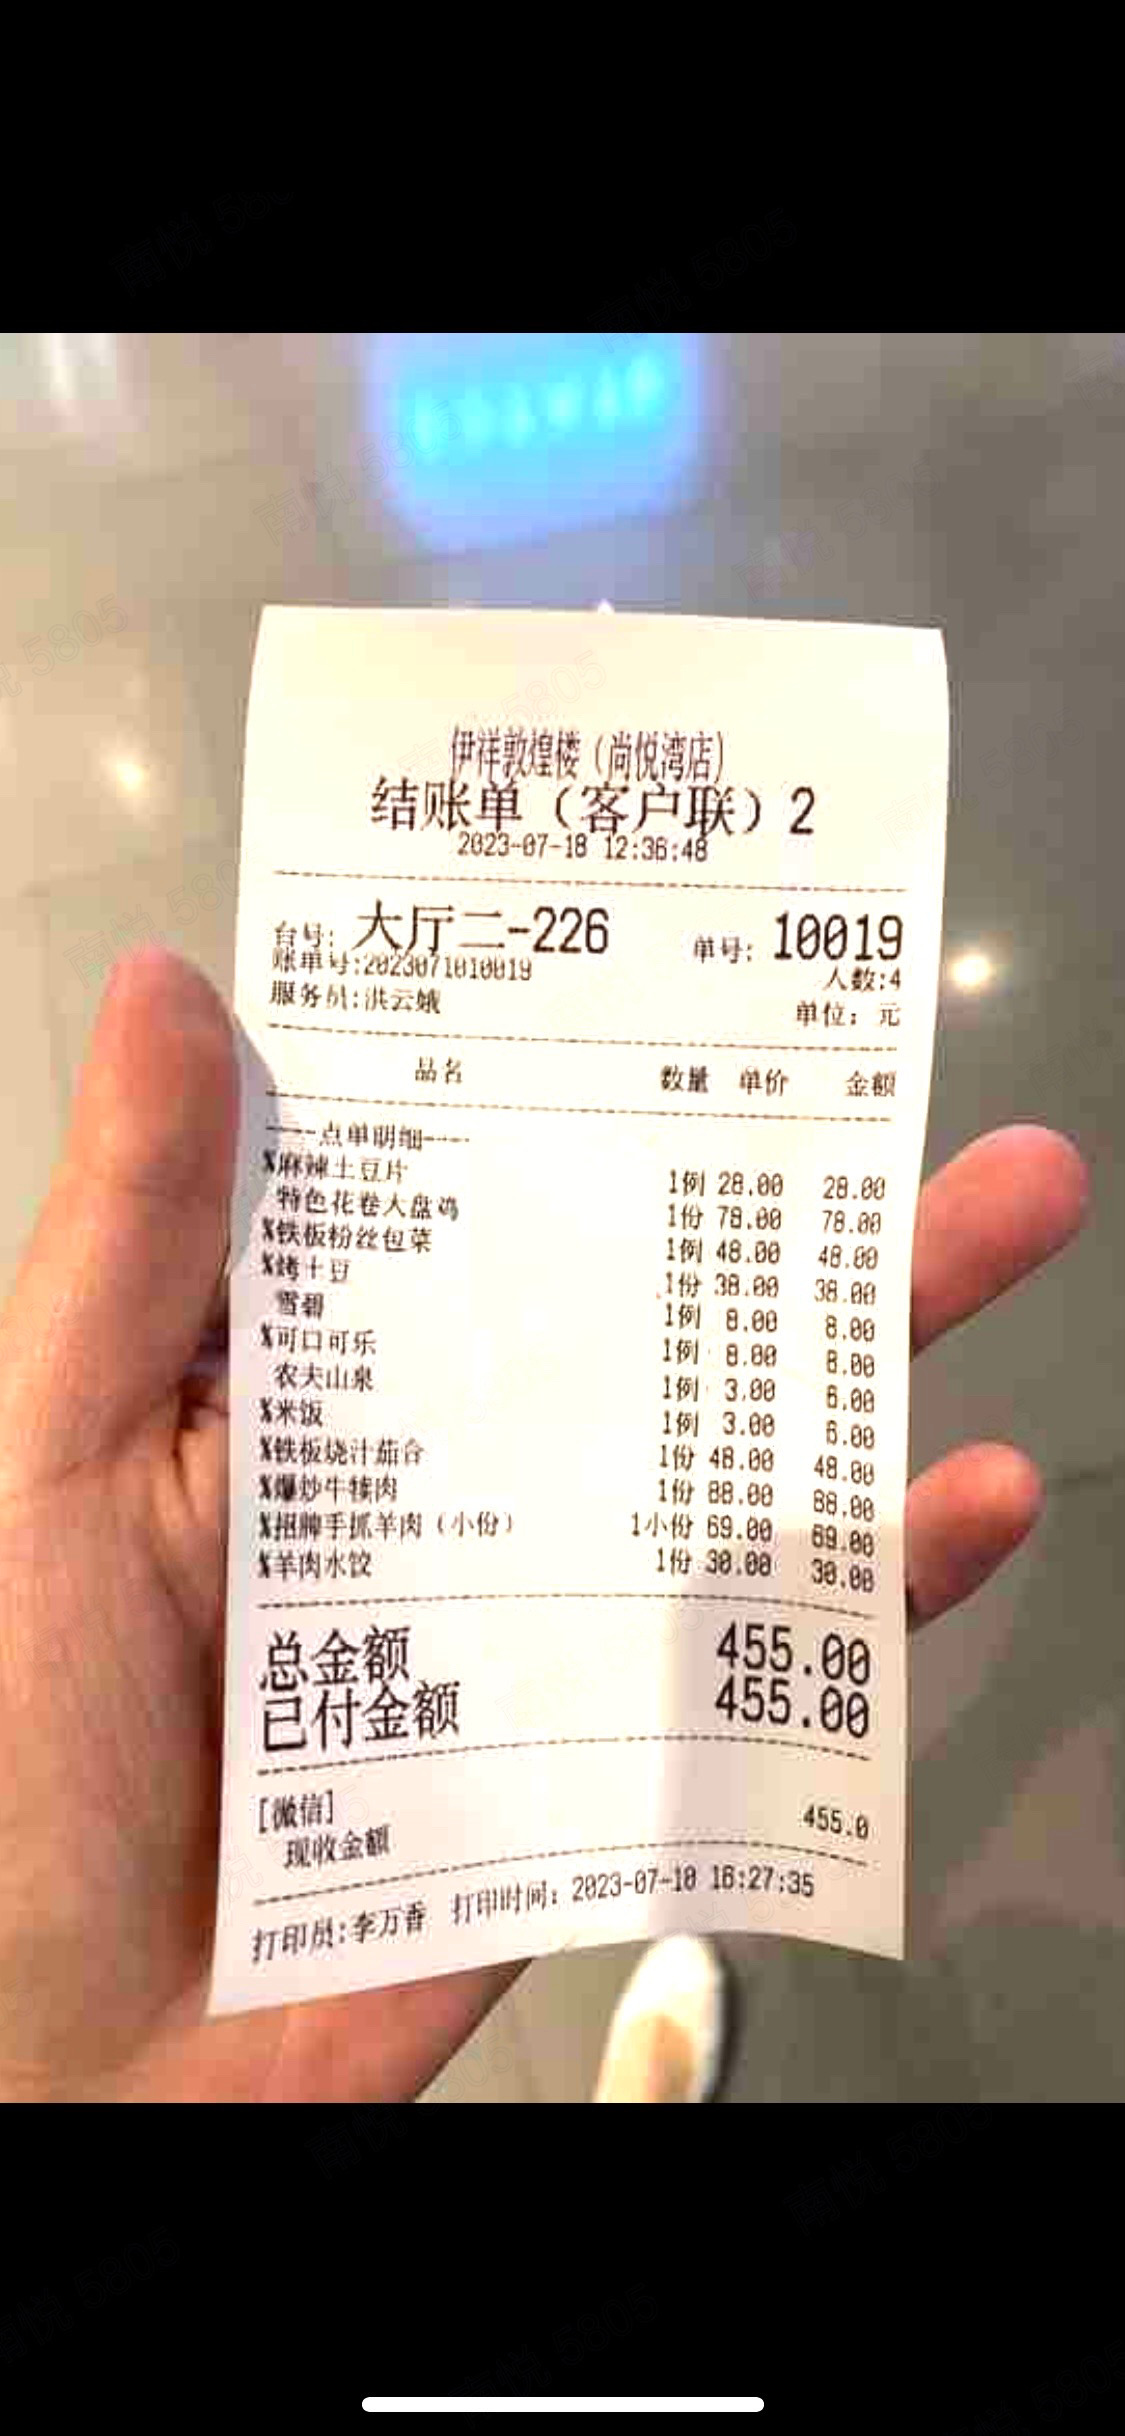 伊祥敦煌楼（尚悦湾店）
结账单（客户联）2
2023-07-18 12:36:48
台号: 大厅二-226 单号: 10019
账单号:2023071810019 人数:4
服务员:洪云娥 单位: 元
品名 数量 单价 金额
----点单明细----
%麻辣土豆片 1例 28.00 28.00
特色花卷大盘鸡 1份 78.00 78.00
%铁板粉丝包菜 1例 48.00 48.00
%烤土豆 1份 38.00 38.00
雪碧 1例 8.00 8.00
%可口可乐 1例 8.00 8.00
农夫山泉 1例 3.00 6.00
%米饭 1例 3.00 6.00
%铁板烧汁茄合 1份 48.00 48.00
%爆炒牛犊肉 1份 88.00 88.00
%招牌手抓羊肉（小份） 1小份 69.00 69.00
%羊肉水饺 1份 30.00 30.00
总金额 455.00
已付金额 455.00
[微信]
现收金额 455.0
打印员:李万香 打印时间: 2023-07-18 16:27:35